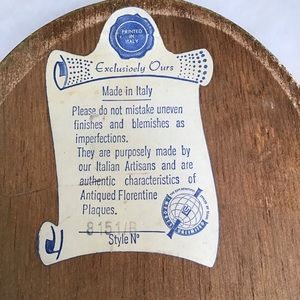 PRINTED
IN
ITALY
Exclusively Ours
Made in Italy
Please do not mistake uneven
finishes and blemishes as
imperfections.
They are purposely made by
our Italian Artisans and are
authentic characteristics of
Antiqued Florentine
Plaques.
8151/B
Style Nº
UNLIMITED